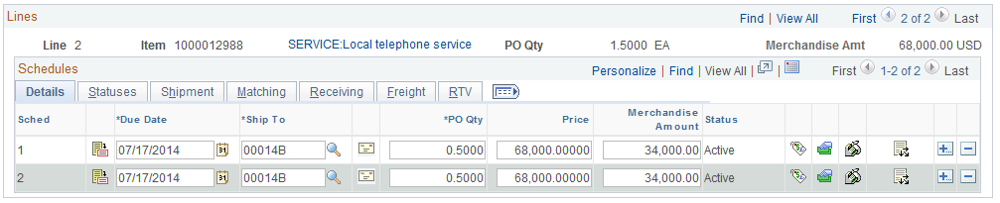 Lines
Find | View All First 2 of 2 Last
Line 2 Item 1000012988 SERVICE:Local telephone service PO Qty 1.5000 EA Merchandise Amt 68,000.00 USD
Schedules
Personalize | Find | View All | | First 1-2 of 2 Last
Details Statuses Shipment Matching Receiving Freight RTV
Sched *Due Date *Ship To *PO Qty Price Merchandise Amount Status
1 07/17/2014 31 00014B 0.5000 68,000.00000 34,000.00 Active
2 07/17/2014 31 00014B 0.5000 68,000.00000 34,000.00 Active